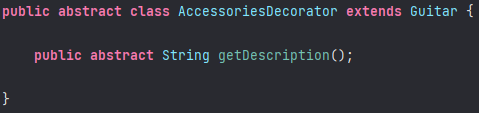 public abstract class AccessoriesDecorator extends Guitar {
public abstract String getDescription();
}